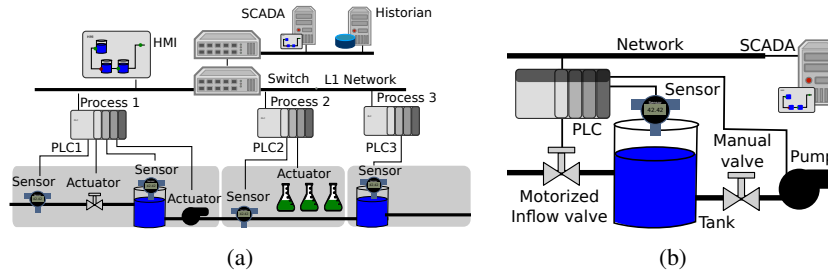 SCADA
Historian
HMI
Switch
L1 Network
Process 1
Process 2
Process 3
PLC1
PLC2
PLC3
Sensor
Actuator
Sensor
Actuator
Sensor
Actuator
Sensor
(a)
Network
SCADA
Sensor
42.42
PLC
Manual
valve
Pump
Motorized
Inflow valve
Tank
(b)